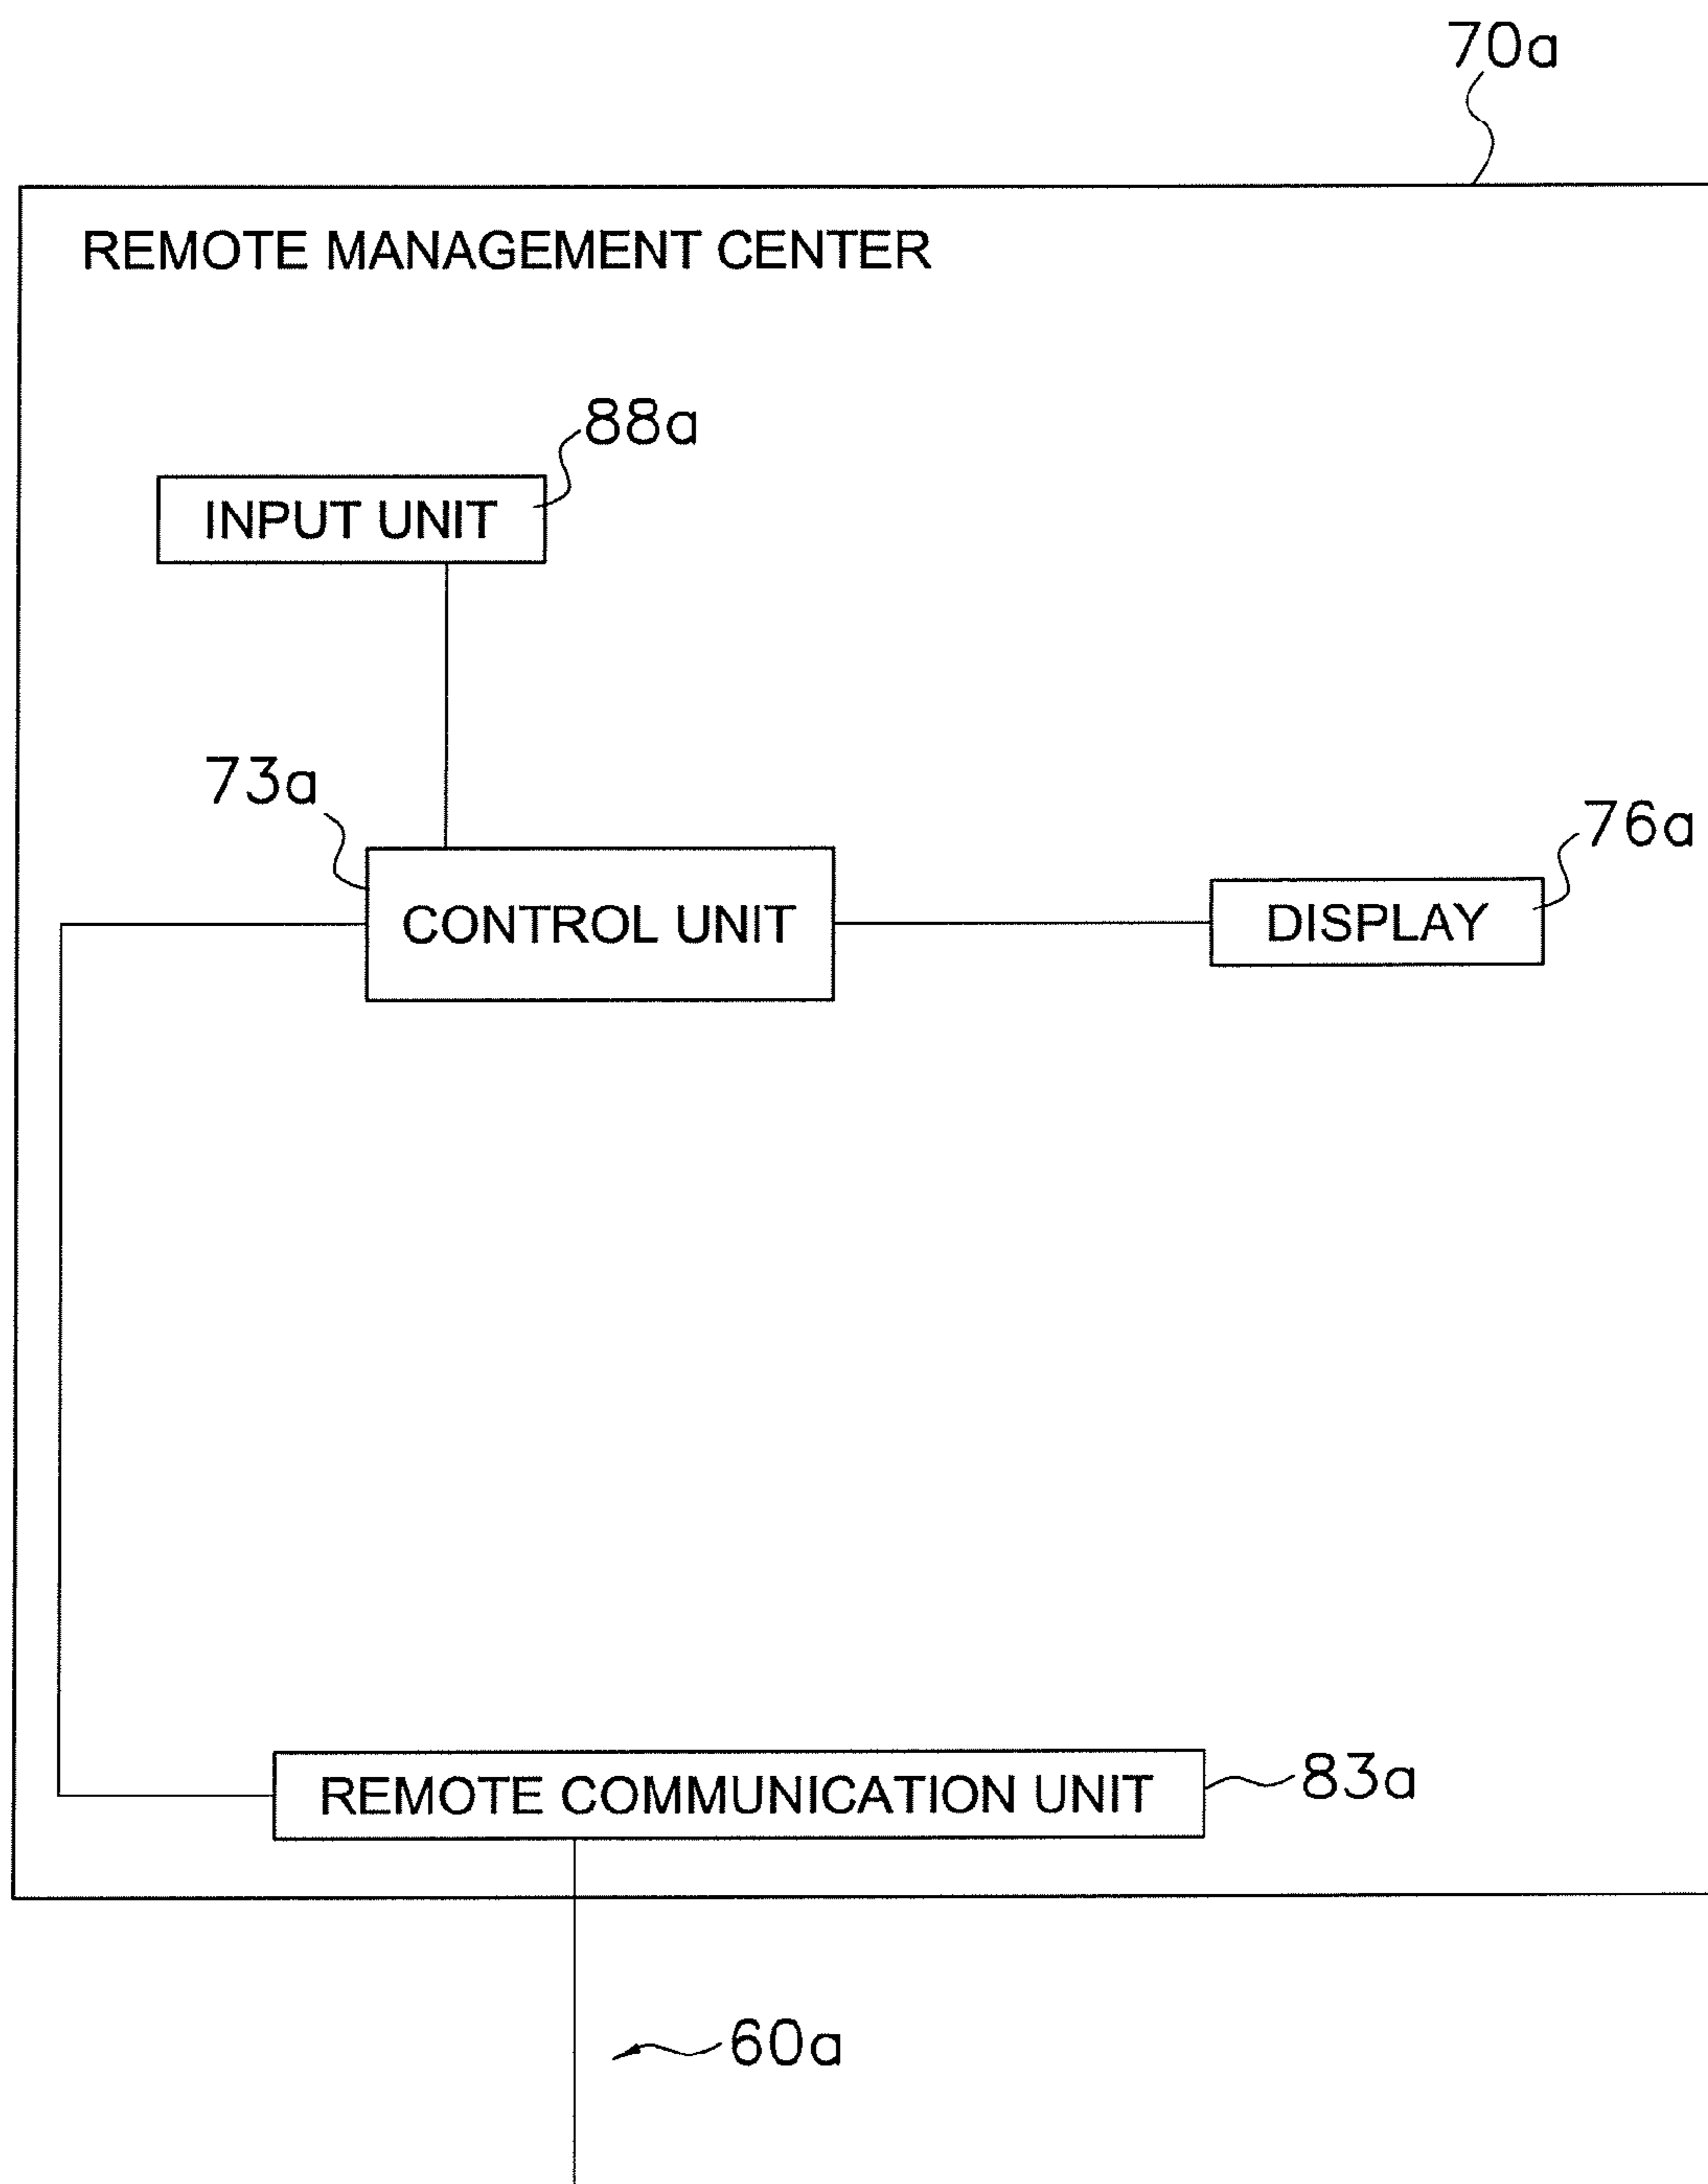 70a
REMOTE MANAGEMENT CENTER
88a
INPUT UNIT
73a
76a
CONTROL UNIT
DISPLAY
REMOTE COMMUNICATION UNIT
83a
60a